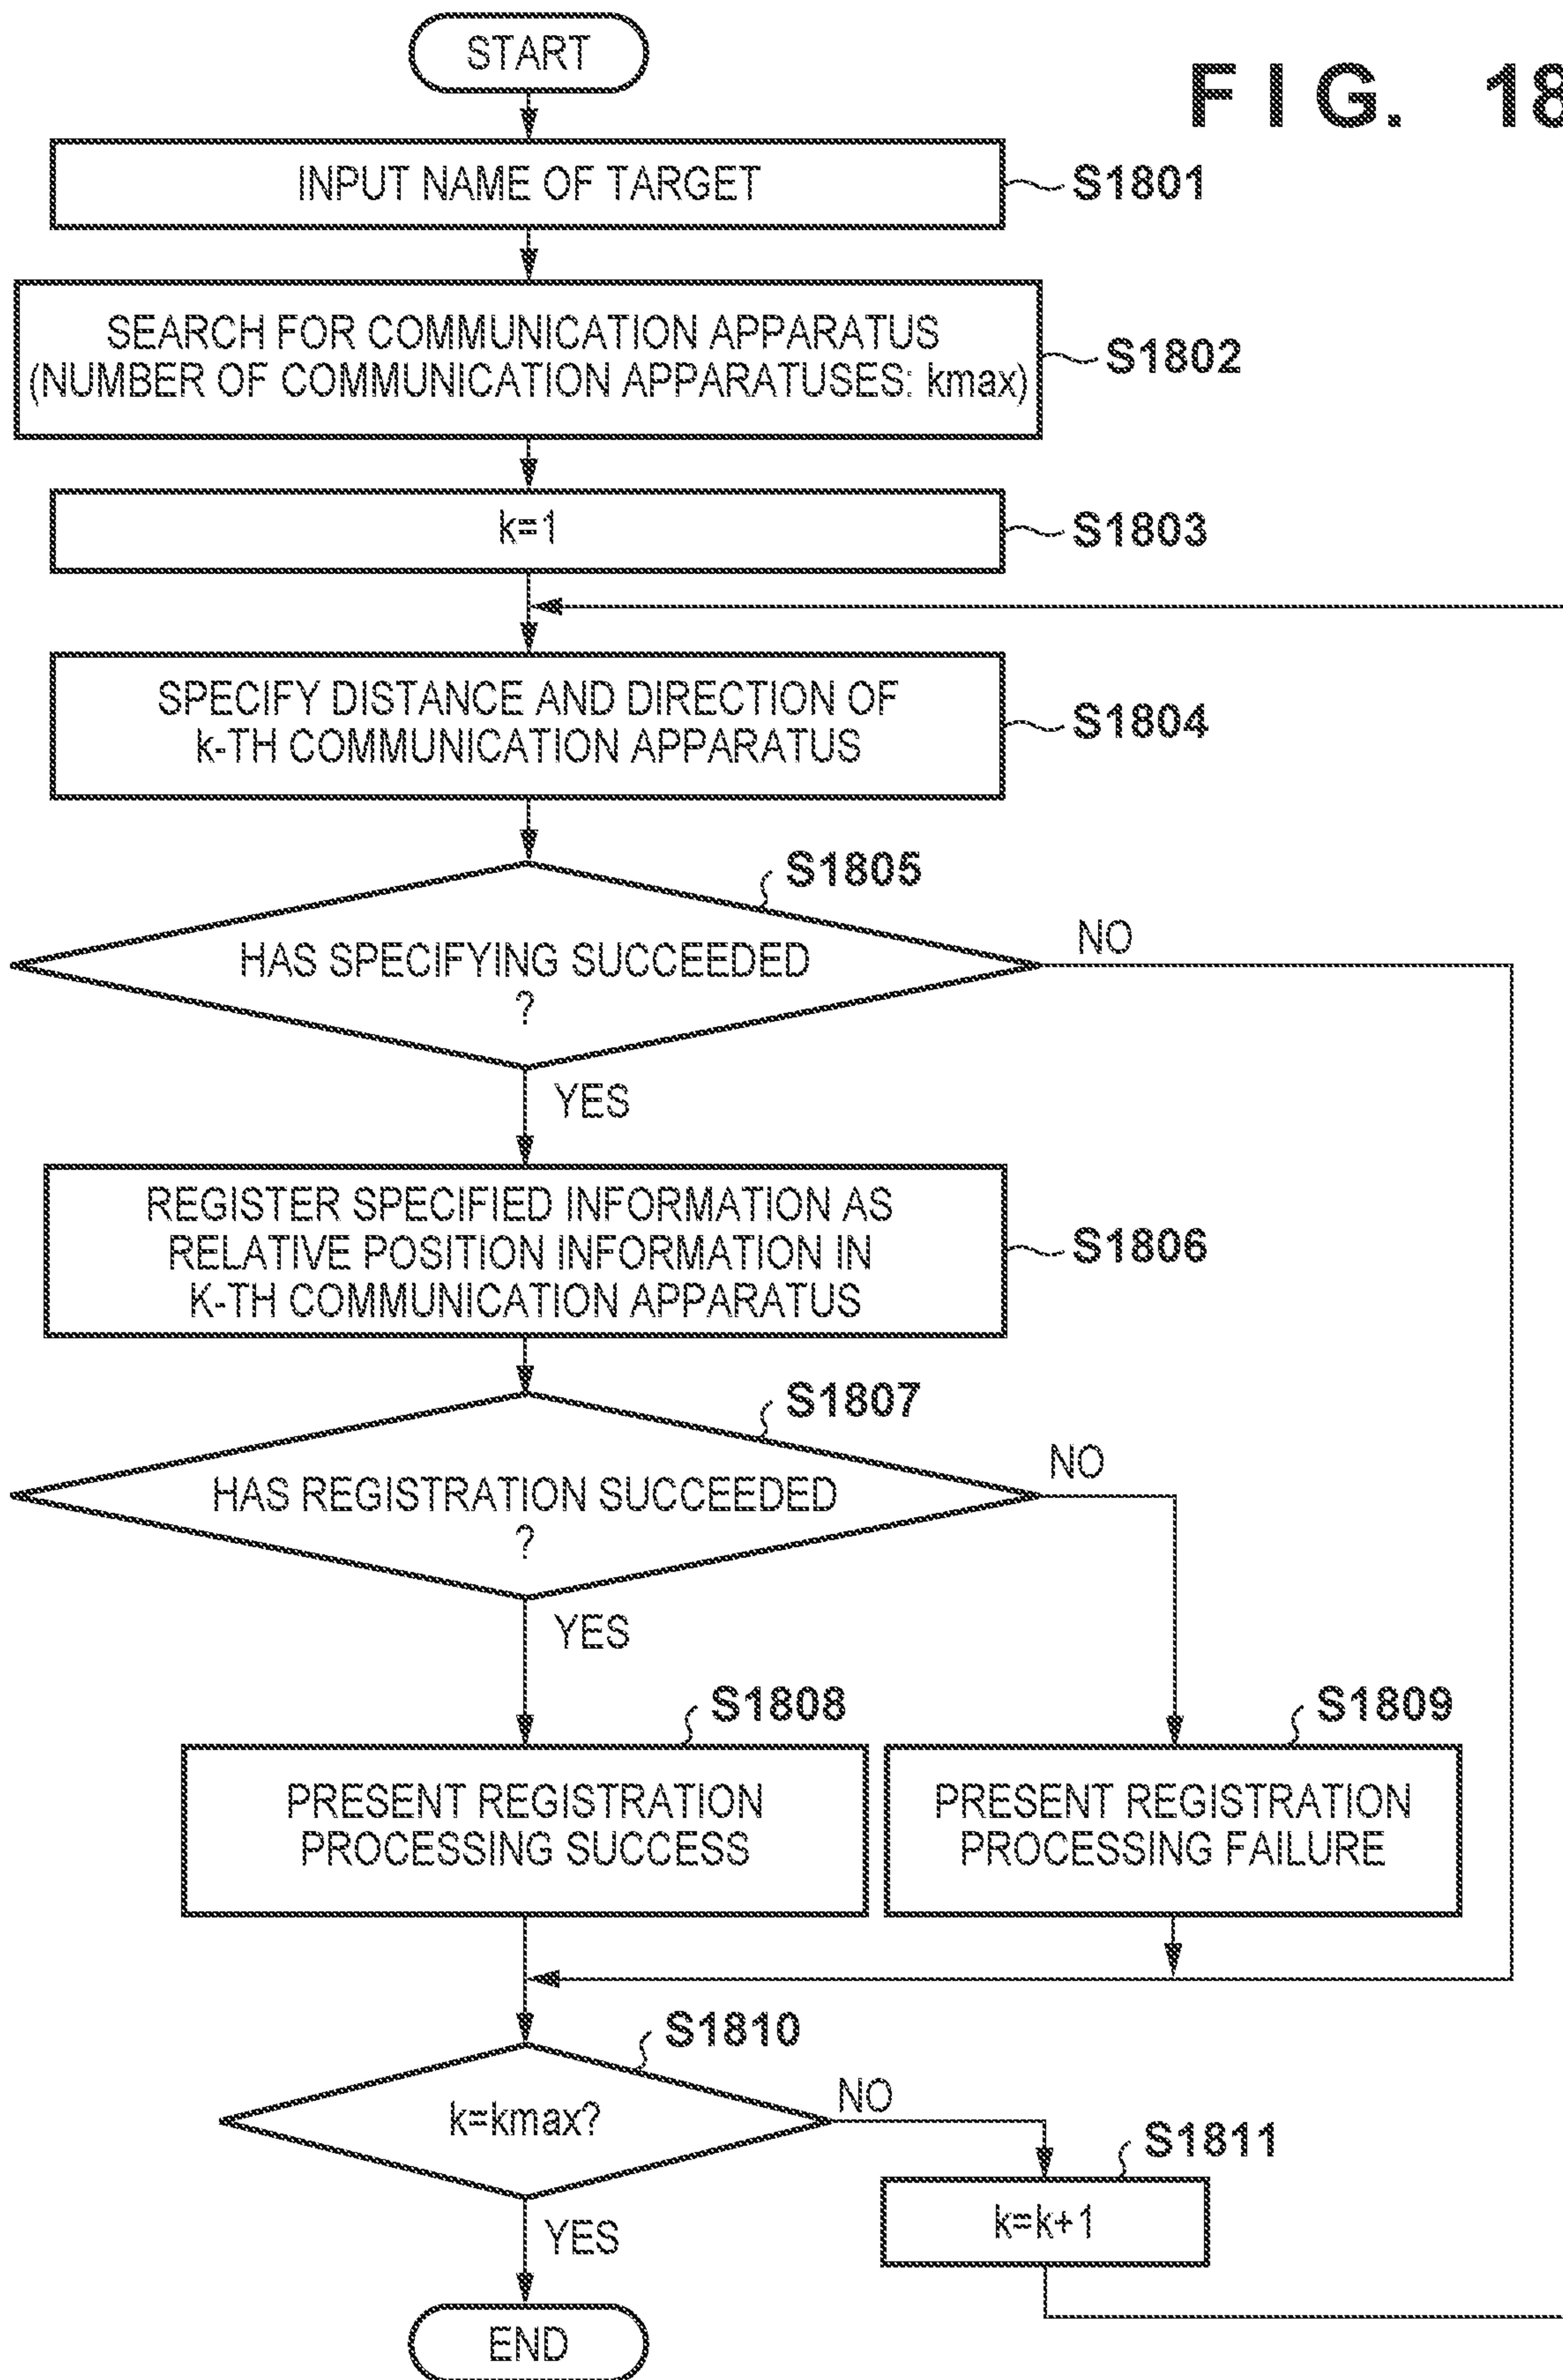 START
FIG. 18
INPUT NAME OF TARGET
S1801
SEARCH FOR COMMUNICATION APPARATUS
(NUMBER OF COMMUNICATION APPARATUSES: kmax)
S1802
k=1
S1803
SPECIFY DISTANCE AND DIRECTION OF
k-TH COMMUNICATION APPARATUS
S1804
S1805
HAS SPECIFYING SUCCEEDED
?
NO
YES
REGISTER SPECIFIED INFORMATION AS
RELATIVE POSITION INFORMATION IN
K-TH COMMUNICATION APPARATUS
S1806
S1807
HAS REGISTRATION SUCCEEDED
?
NO
YES
S1808
PRESENT REGISTRATION
PROCESSING SUCCESS
S1809
PRESENT REGISTRATION
PROCESSING FAILURE
S1810
k=kmax?
NO
S1811
k=k+1
YES
END